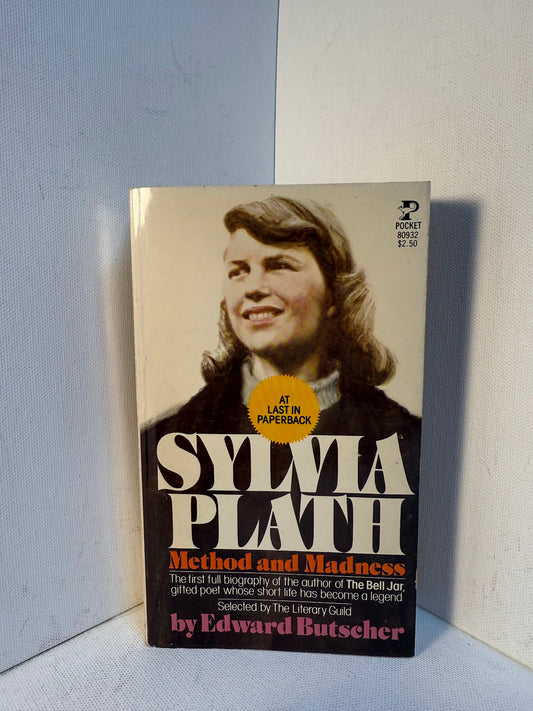 POCKET
80932
$2.50
AT
LAST IN
PAPERBACK
SYLVIA
PLATH
Method and Madness
The first full biography of the author of The Bell Jar,
gifted poet whose short life has become a legend
Selected by The Literary Guild
by Edward Butscher